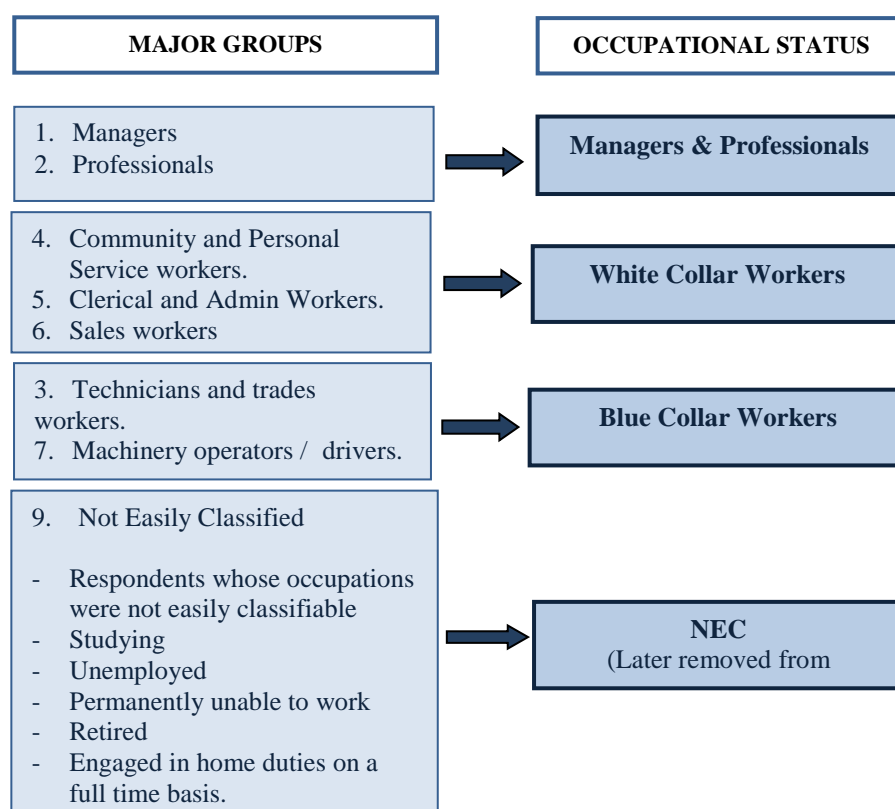 MAJOR GROUPS
OCCUPATIONAL STATUS
1. Managers
2. Professionals
Managers & Professionals
4. Community and Personal
Service workers.
5. Clerical and Admin Workers.
6. Sales workers
White Collar Workers
3. Technicians and trades
workers.
7. Machinery operators / drivers.
Blue Collar Workers
9. Not Easily Classified
- Respondents whose occupations
were not easily classifiable
- Studying
- Unemployed
- Permanently unable to work
- Retired
- Engaged in home duties on a
full time basis.
NEC
(Later removed from